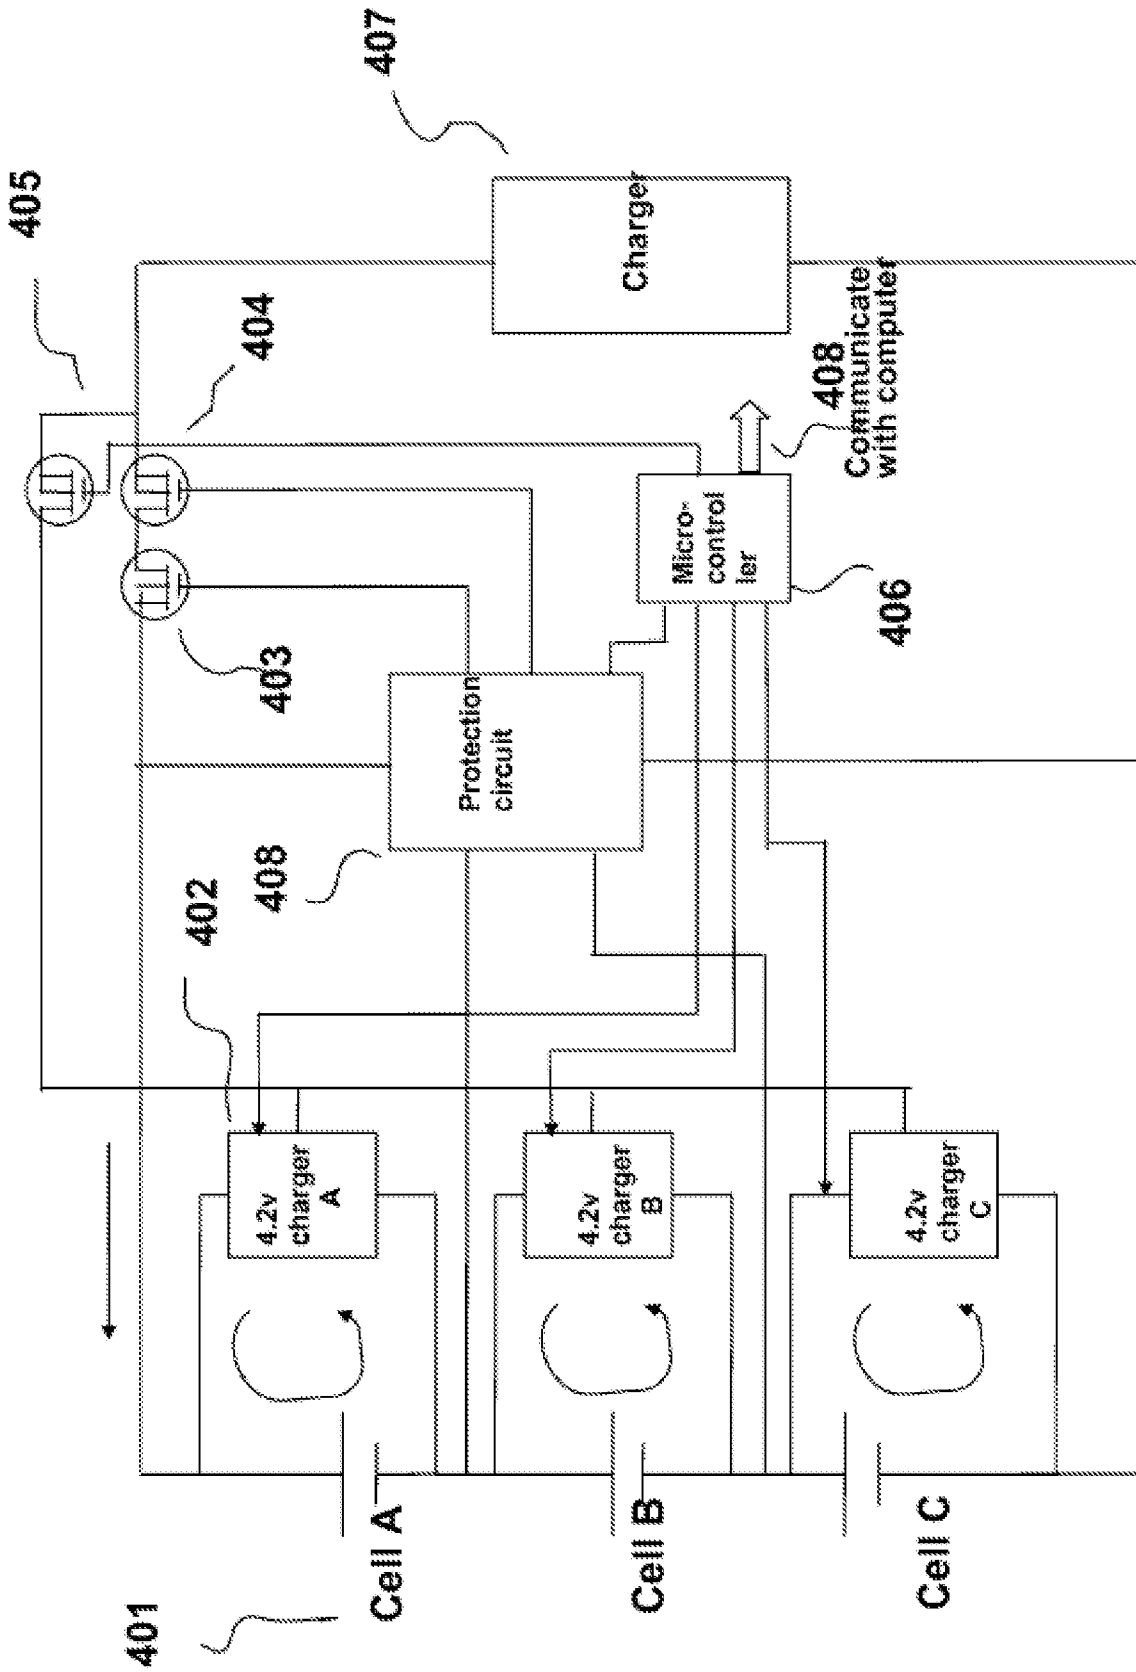 401
Cell A
Cell B
Cell C
4.2v
charger
A
4.2v
charger
B
4.2v
charger
C
402
408
Protection
circuit
403
404
405
Micro-
control
ler
406
408
Communicate
with computer
Charger
407